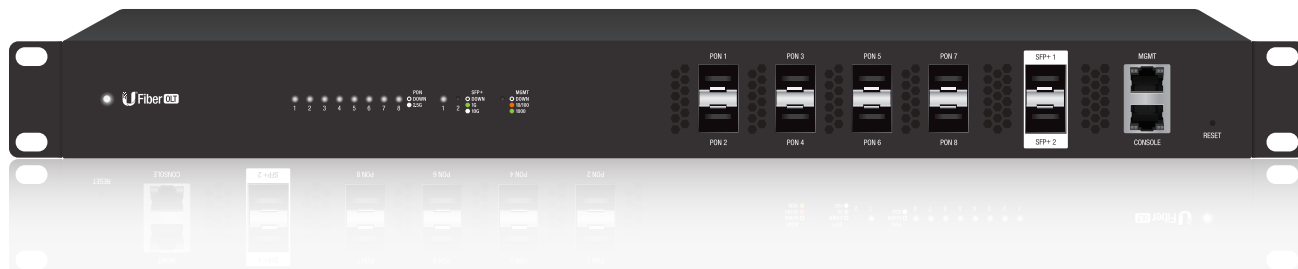 U Fiber OLT
1 2 3 4 5 6 7 8
PON
DOWN
2.5G
1 2
SFP+
DOWN
1G
10G
MGMT
DOWN
10/100
1000
PON 1
PON 3
PON 5
PON 7
SFP+ 1
MGMT
PON 2
PON 4
PON 6
PON 8
SFP+ 2
CONSOLE
RESET